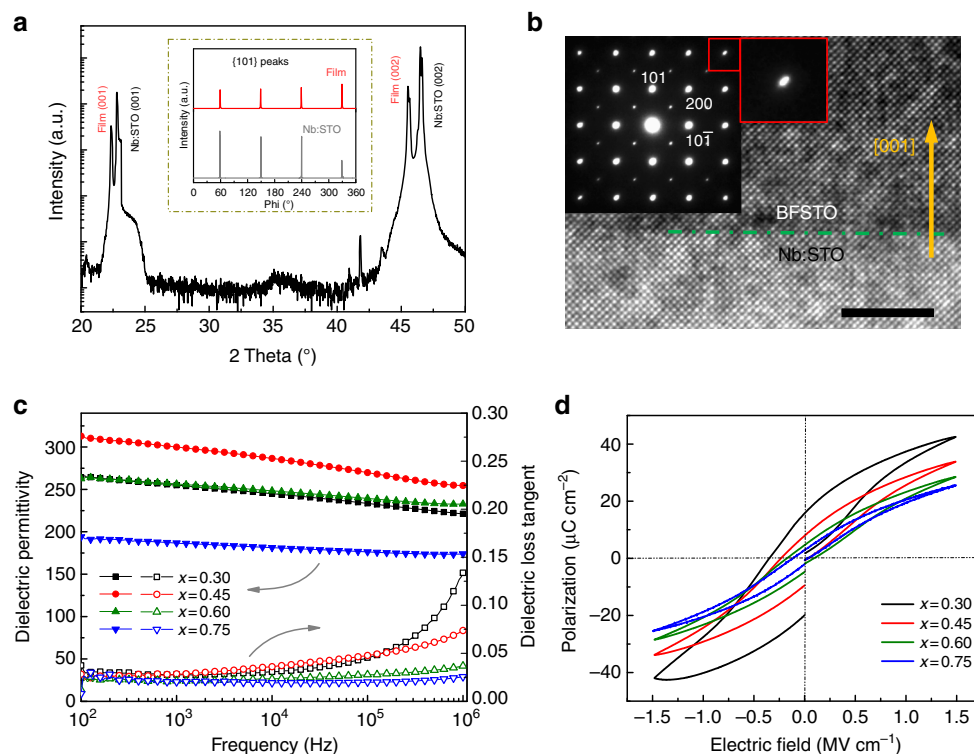 a
Intensity (a.u.)
Film (001)
Nb:STO (001)
{101} peaks
Film
Nb:STO
Intensity (a.u.)
0 60 120 180 240 300 360
Phi (°)
Film (002)
Nb:STO (002)
20 25 30 35 40 45 50
2 Theta (°)
b
101
200
101̅
[001]
BFSTO
Nb:STO
c
Dielectric permittivity
300
250
200
150
100
50
0
x = 0.30
x = 0.45
x = 0.60
x = 0.75
0.30
0.25
0.20
0.15
0.10
0.05
0.00
Dielectric loss tangent
10² 10³ 10⁴ 10⁵ 10⁶
Frequency (Hz)
d
Polarization (μC cm⁻²)
40
20
0
−20
−40
x = 0.30
x = 0.45
x = 0.60
x = 0.75
−1.5 −1.0 −0.5 0.0 0.5 1.0 1.5
Electric field (MV cm⁻¹)